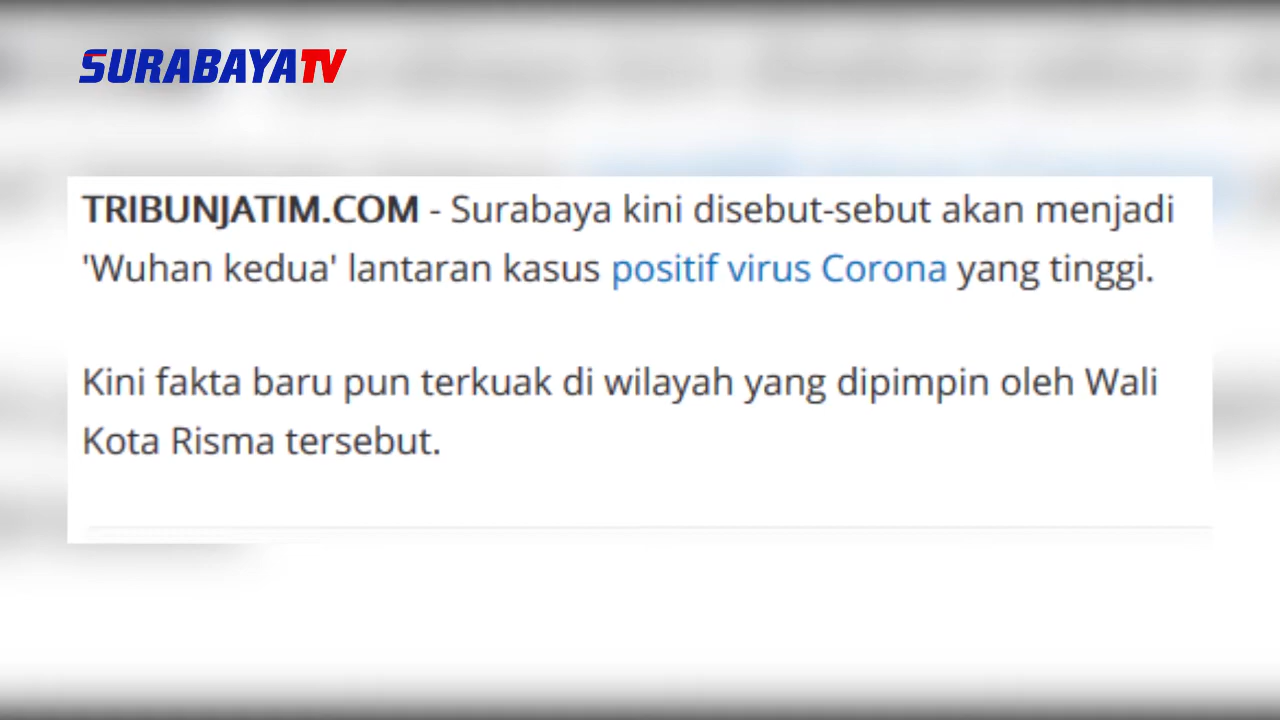 SURABAYATV
TRIBUNJATIM.COM - Surabaya kini disebut-sebut akan menjadi
'Wuhan kedua' lantaran kasus positif virus Corona yang tinggi.
Kini fakta baru pun terkuak di wilayah yang dipimpin oleh Wali
Kota Risma tersebut.